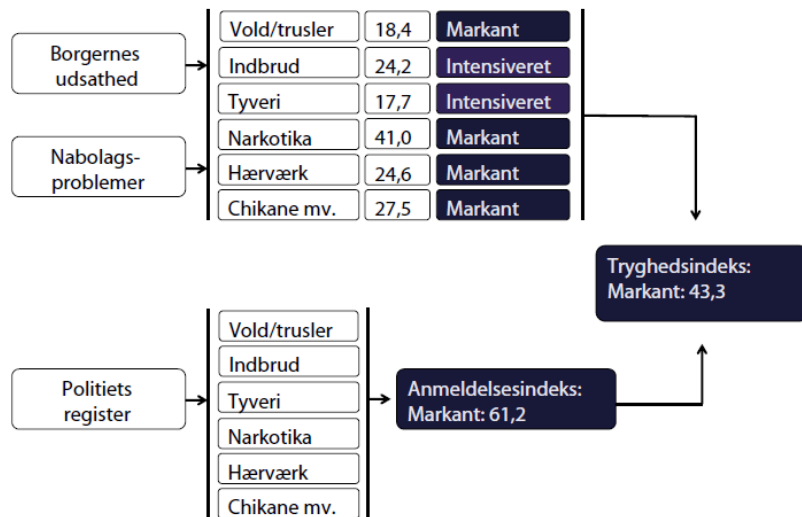 Borgernes
udsathed
Nabolags-
problemer
Vold/trusler 18,4 Markant
Indbrud 24,2 Intensiveret
Tyveri 17,7 Intensiveret
Narkotika 41,0 Markant
Hærværk 24,6 Markant
Chikane mv. 27,5 Markant
Tryghedsindeks:
Markant: 43,3
Politiets
register
Vold/trusler
Indbrud
Tyveri
Narkotika
Hærværk
Chikane mv.
Anmeldelsesindeks:
Markant: 61,2